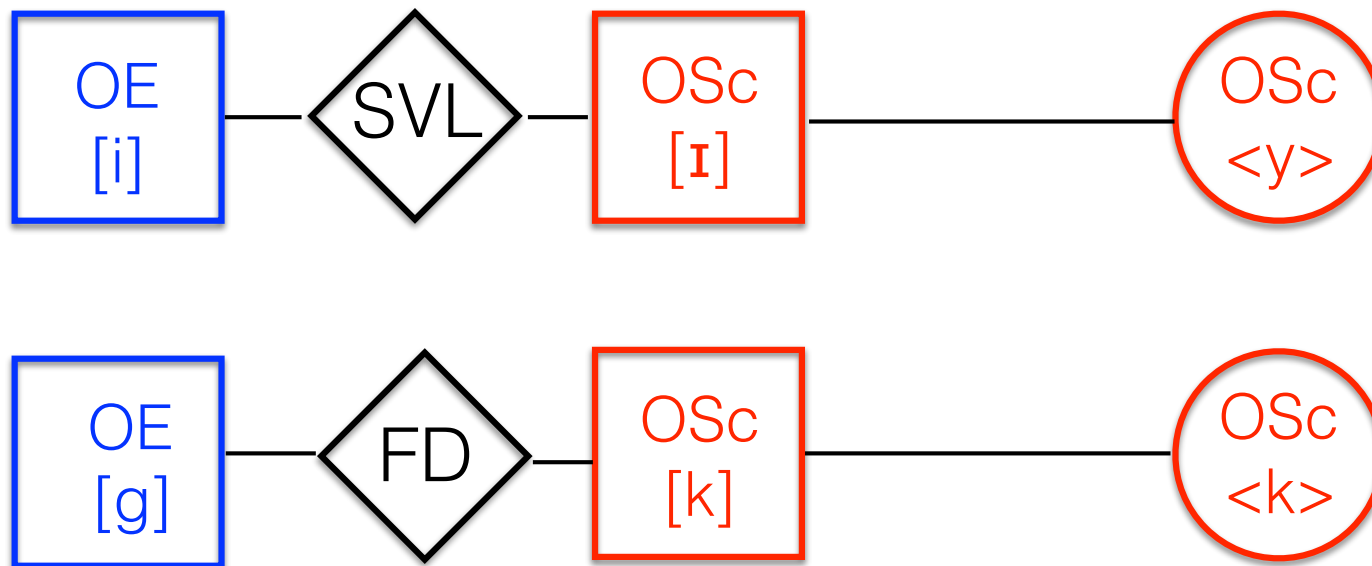 OE
[i]
SVL
OSc
[ɪ]
OSc
<y>
OE
[g]
FD
OSc
[k]
OSc
<k>